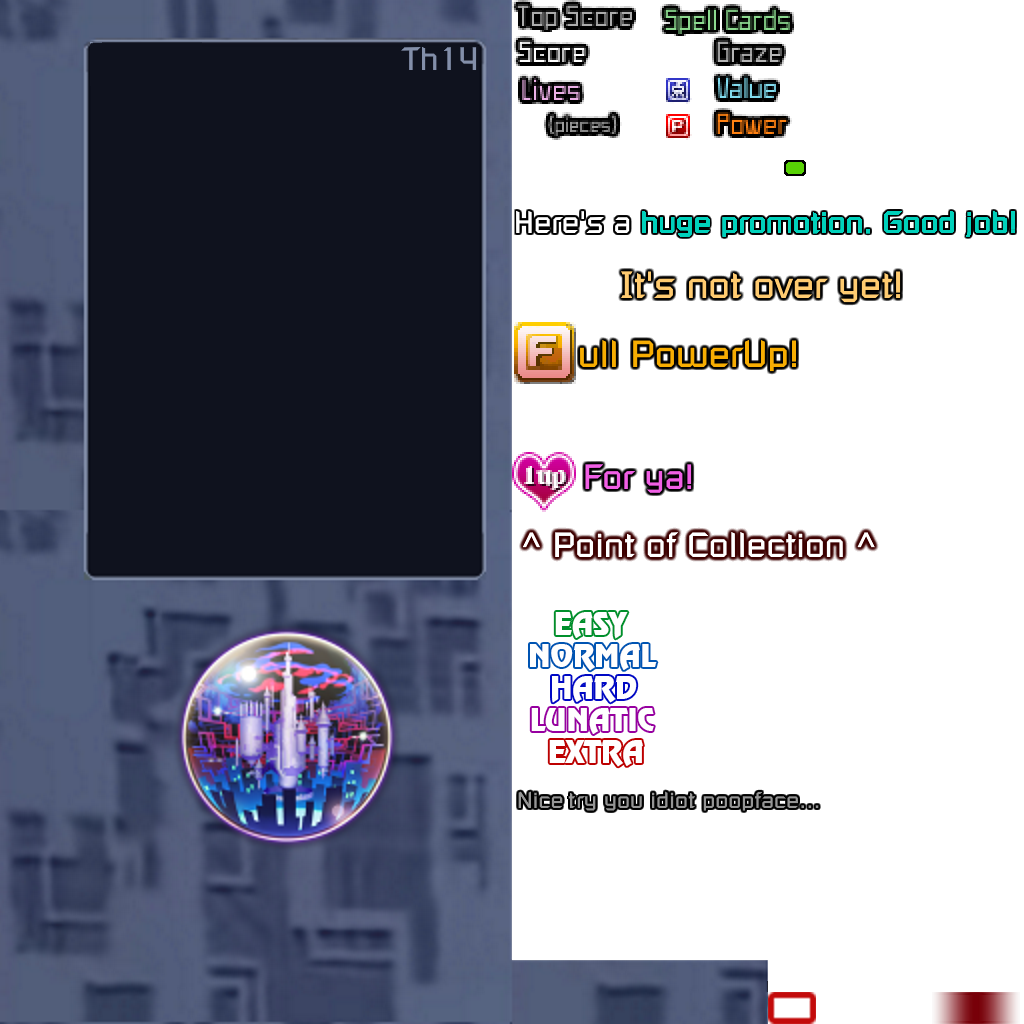 Th14
Top Score
Spell Cards
Score
Graze
Lives
Value
(pieces)
P
Power
Here's a huge promotion. Good job!
It's not over yet!
Full PowerUp!
1up For ya!
^ Point of Collection ^
EASY
NORMAL
HARD
LUNATIC
EXTRA
Nice try you idiot poopface...